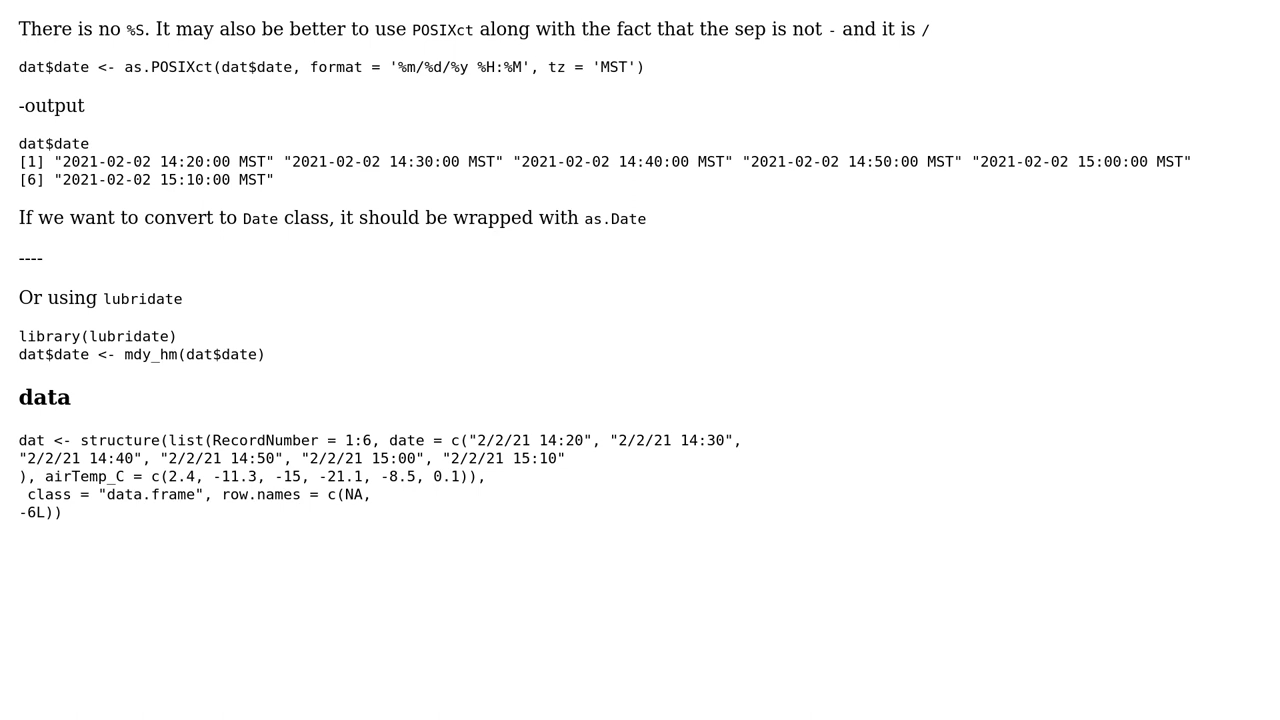 There is no %S. It may also be better to use POSIXct along with the fact that the sep is not - and it is /
dat$date <- as.POSIXct(dat$date, format = '%m/%d/%y %H:%M', tz = 'MST')
-output
dat$date
[1] "2021-02-02 14:20:00 MST" "2021-02-02 14:30:00 MST" "2021-02-02 14:40:00 MST" "2021-02-02 14:50:00 MST" "2021-02-02 15:00:00 MST"
[6] "2021-02-02 15:10:00 MST"
If we want to convert to Date class, it should be wrapped with as.Date
----
Or using lubridate
library(lubridate)
dat$date <- mdy_hm(dat$date)
data
dat <- structure(list(RecordNumber = 1:6, date = c("2/2/21 14:20", "2/2/21 14:30",
"2/2/21 14:40", "2/2/21 14:50", "2/2/21 15:00", "2/2/21 15:10"
), airTemp_C = c(2.4, -11.3, -15, -21.1, -8.5, 0.1)),
 class = "data.frame", row.names = c(NA,
-6L))